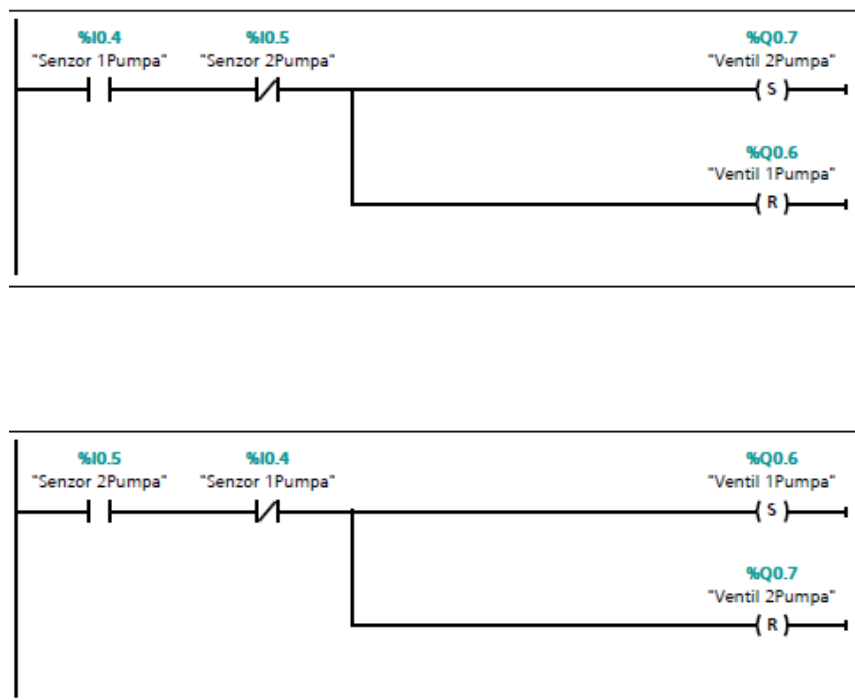 %I0.4 %I0.5 %Q0.7
"Senzor 1Pumpa" "Senzor 2Pumpa" "Ventil 2Pumpa"
S
%Q0.6
"Ventil 1Pumpa"
R
%I0.5 %I0.4 %Q0.6
"Senzor 2Pumpa" "Senzor 1Pumpa" "Ventil 1Pumpa"
S
%Q0.7
"Ventil 2Pumpa"
R